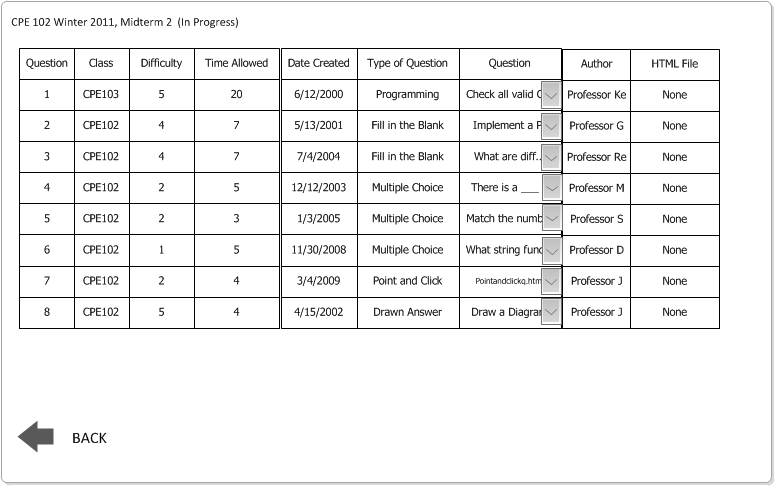 CPE 102 Winter 2011, Midterm 2 (In Progress)
Question Class Difficulty Time Allowed Date Created Type of Question Question Author HTML File
1 CPE103 5 20 6/12/2000 Programming Check all valid Professor Ke None
2 CPE102 4 7 5/13/2001 Fill in the Blank Implement a Professor G None
3 CPE102 4 7 7/4/2004 Fill in the Blank What are diff.. Professor Re None
4 CPE102 2 5 12/12/2003 Multiple Choice There is a ___ Professor M None
5 CPE102 2 3 1/3/2005 Multiple Choice Match the numb Professor S None
6 CPE102 1 5 11/30/2008 Multiple Choice What string func Professor D None
7 CPE102 2 4 3/4/2009 Point and Click Pointandclickq.htm Professor J None
8 CPE102 5 4 4/15/2002 Drawn Answer Draw a Diagram Professor J None
BACK